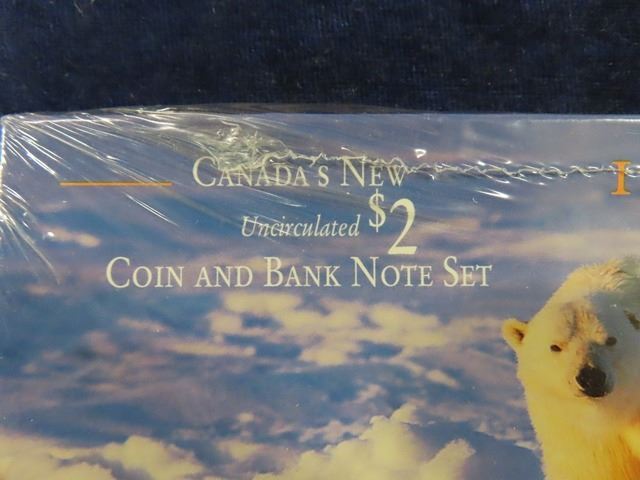 CANADA'S NEW
Uncirculated $2
COIN AND BANK NOTE SET